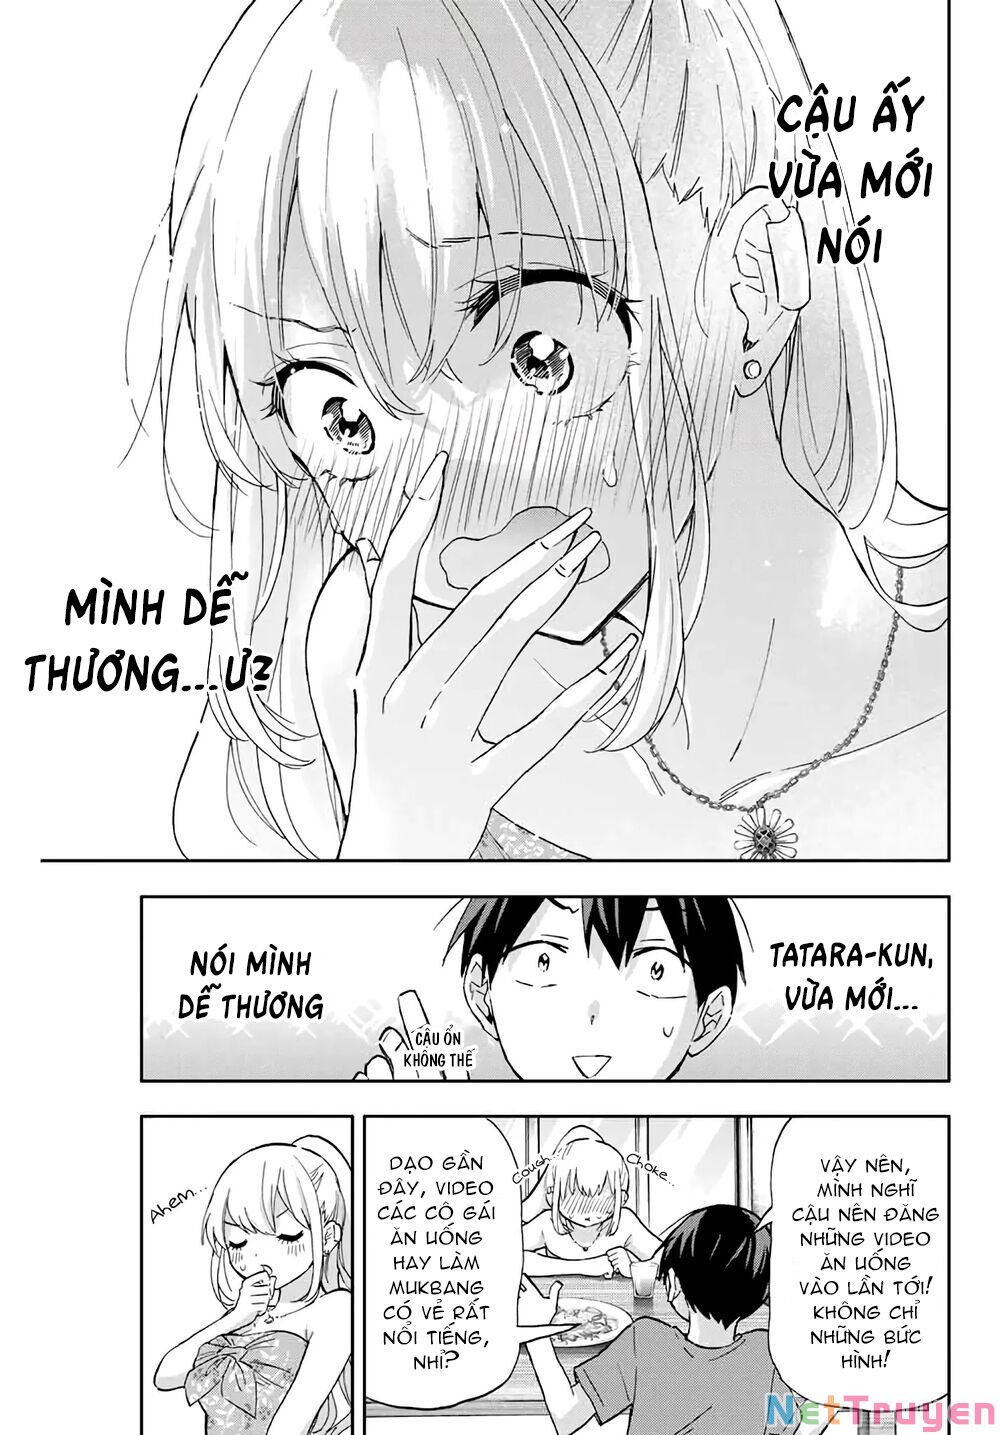 CẬU ẤY
VỪA MỚI
NÓI
MÌNH DỄ
THƯƠNG...Ư?
TATARA-KUN,
VỪA MỚI...
CẬU ỔN
KHÔNG THẾ
NÓI MÌNH
DỄ THƯƠNG
VẬY NÊN,
MÌNH NGHĨ
CẬU NÊN ĐĂNG
NHỮNG VIDEO
ĂN UỐNG
VÀO LẦN TỚI!
KHÔNG CHỈ
NHỮNG BỨC
HÌNH!
Choke...
Cough...
DẠO GẦN
ĐÂY, VIDEO
CÁC CÔ GÁI
ĂN UỐNG
HAY LÀM
MUKBANG
CÓ VẺ RẤT
NỔI TIẾNG,
NHỈ?
Ahem...
NetTruyen